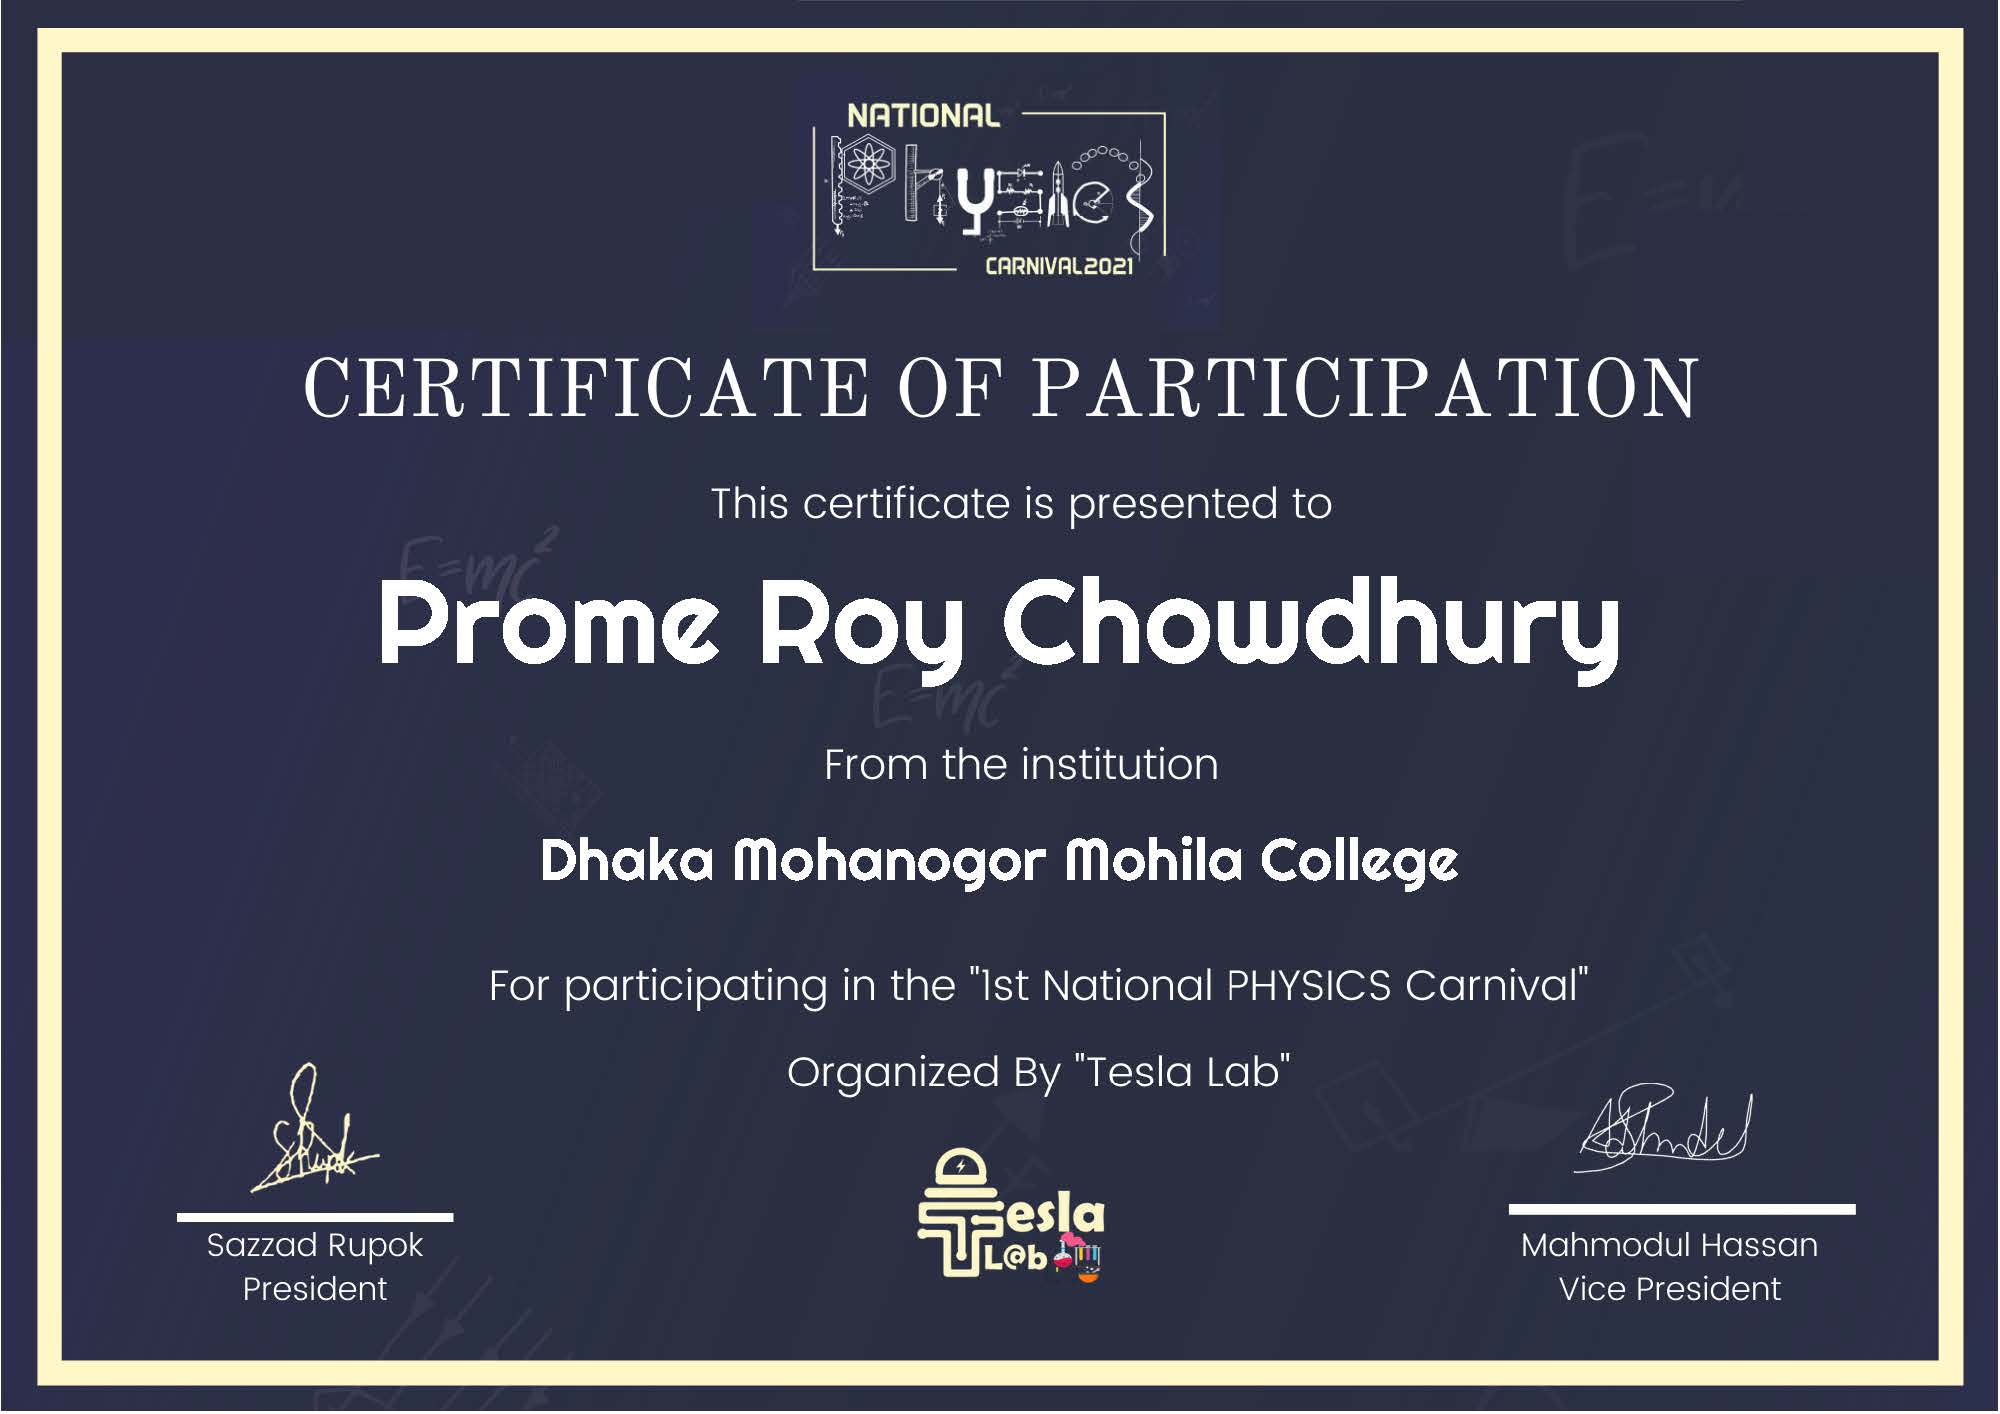 NATIONAL
Physics
CARNIVAL2021
CERTIFICATE OF PARTICIPATION
This certificate is presented to
E=mc²
Prome Roy Chowdhury
E=mc²
From the institution
Dhaka Mohanogor Mohila College
For participating in the "1st National PHYSICS Carnival"
Organized By "Tesla Lab"
Tesla
L@b
Sazzad Rupok
President
Mahmodul Hassan
Vice President